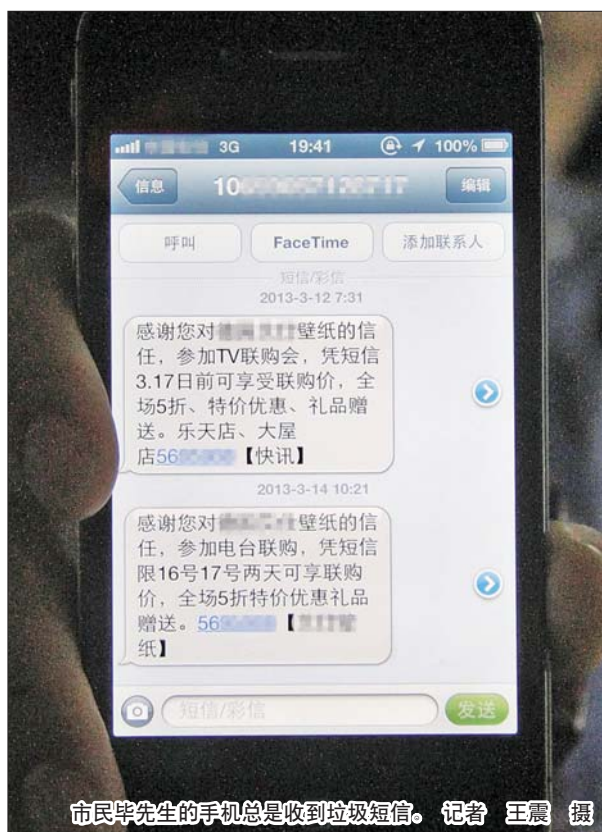 3G 19:41 100%
信息 10 编辑
呼叫 FaceTime 添加联系人
短信/彩信
2013-3-12 7:31
感谢您对 壁纸的信
任，参加TV联购会，凭短信
3.17日前可享受联购价，全
场5折、特价优惠、礼品赠
送。乐天店、大屋
店56 【快讯】
2013-3-14 10:21
感谢您对 壁纸的信
任，参加电台联购，凭短信
限16号17号两天可享联购
价，全场5折特价优惠礼品
赠送。56 【
纸】
短信/彩信 发送
市民毕先生的手机总是收到垃圾短信。 记者 王震 摄